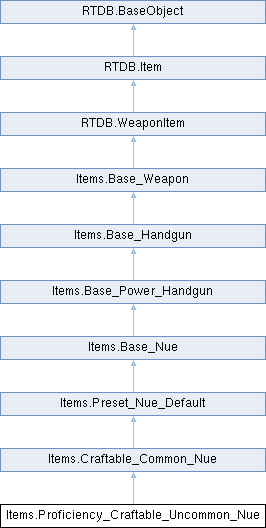 RTDB.BaseObject
RTDB.Item
RTDB.WeaponItem
Items.Base_Weapon
Items.Base_Handgun
Items.Base_Power_Handgun
Items.Base_Nue
Items.Preset_Nue_Default
Items.Craftable_Common_Nue
Items.Proficiency_Craftable_Uncommon_Nue